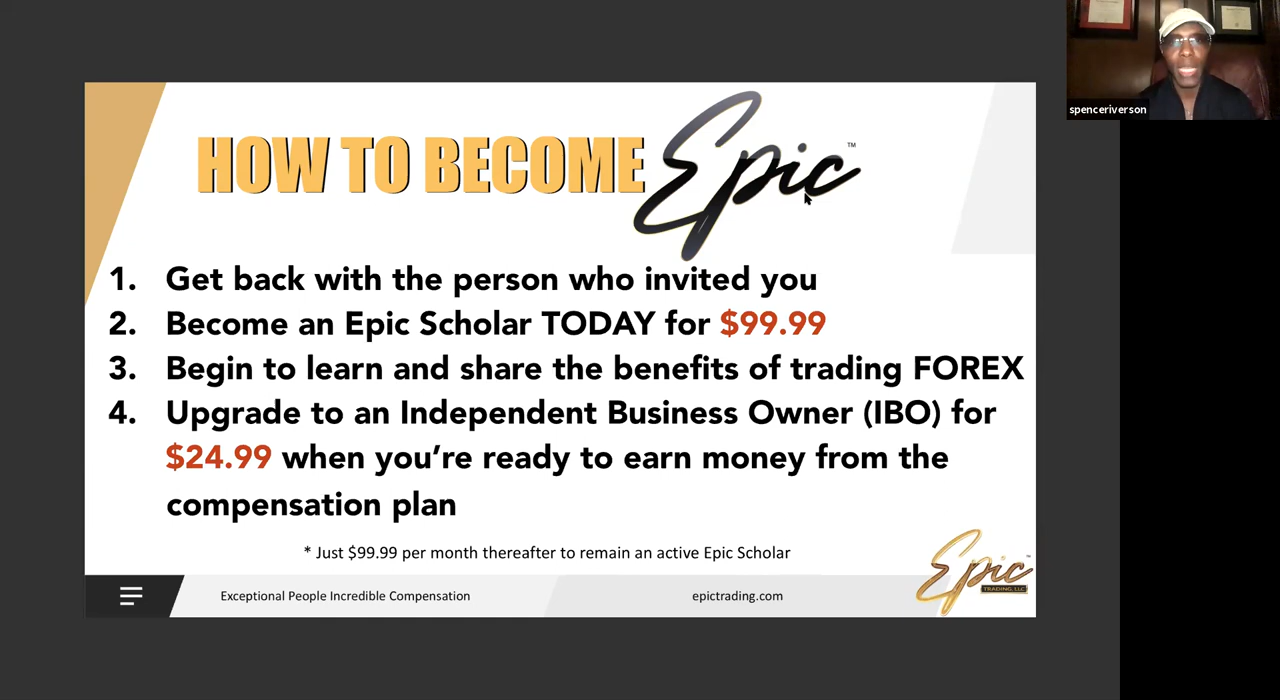 spenceriverson
HOW TO BECOME Epic™
1. Get back with the person who invited you
2. Become an Epic Scholar TODAY for $99.99
3. Begin to learn and share the benefits of trading FOREX
4. Upgrade to an Independent Business Owner (IBO) for
$24.99 when you’re ready to earn money from the
compensation plan
* Just $99.99 per month thereafter to remain an active Epic Scholar
Exceptional People Incredible Compensation
epictrading.com
Epic™
TRADING, LLC